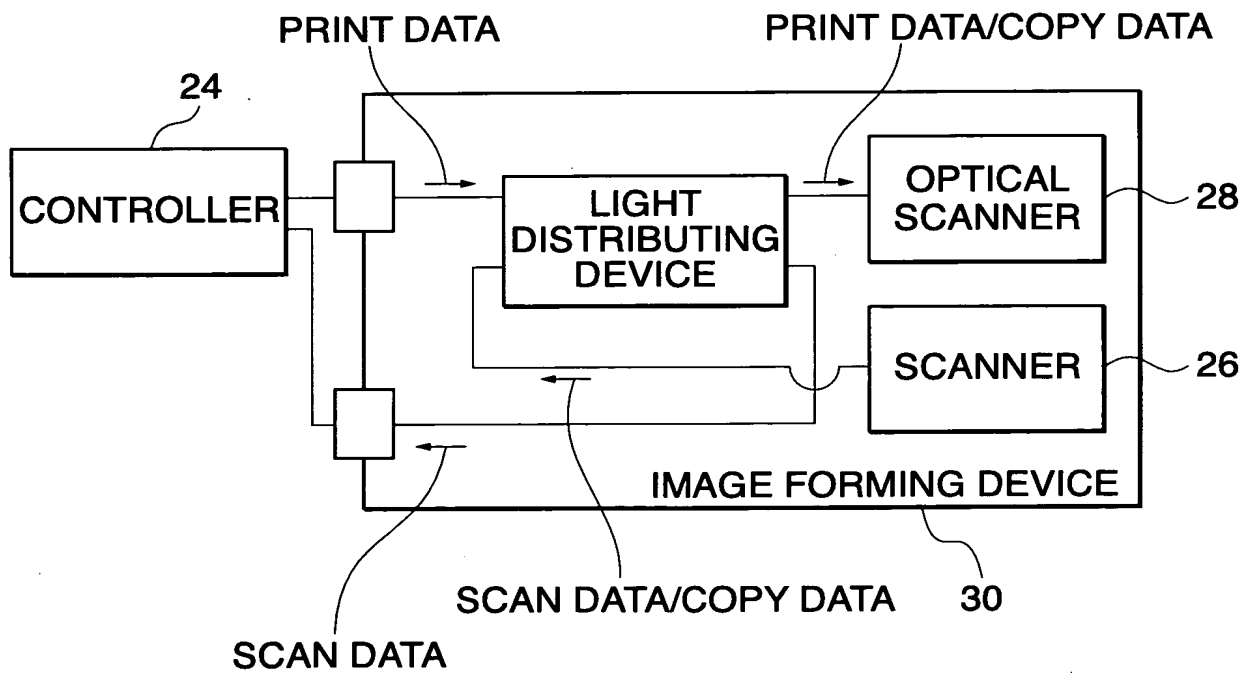 PRINT DATA
PRINT DATA/COPY DATA
24
CONTROLLER
LIGHT
DISTRIBUTING
DEVICE
OPTICAL
SCANNER
28
SCANNER
26
IMAGE FORMING DEVICE
SCAN DATA/COPY DATA
30
SCAN DATA